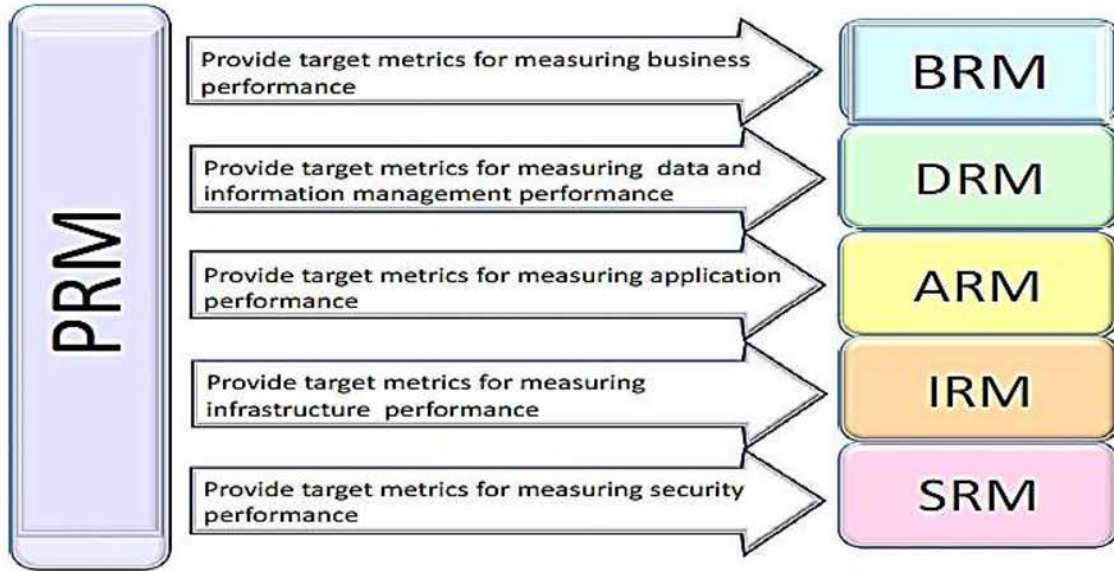 PRM
Provide target metrics for measuring business
performance
BRM
Provide target metrics for measuring data and
information management performance
DRM
Provide target metrics for measuring application
performance
ARM
Provide target metrics for measuring
infrastructure performance
IRM
Provide target metrics for measuring security
performance
SRM